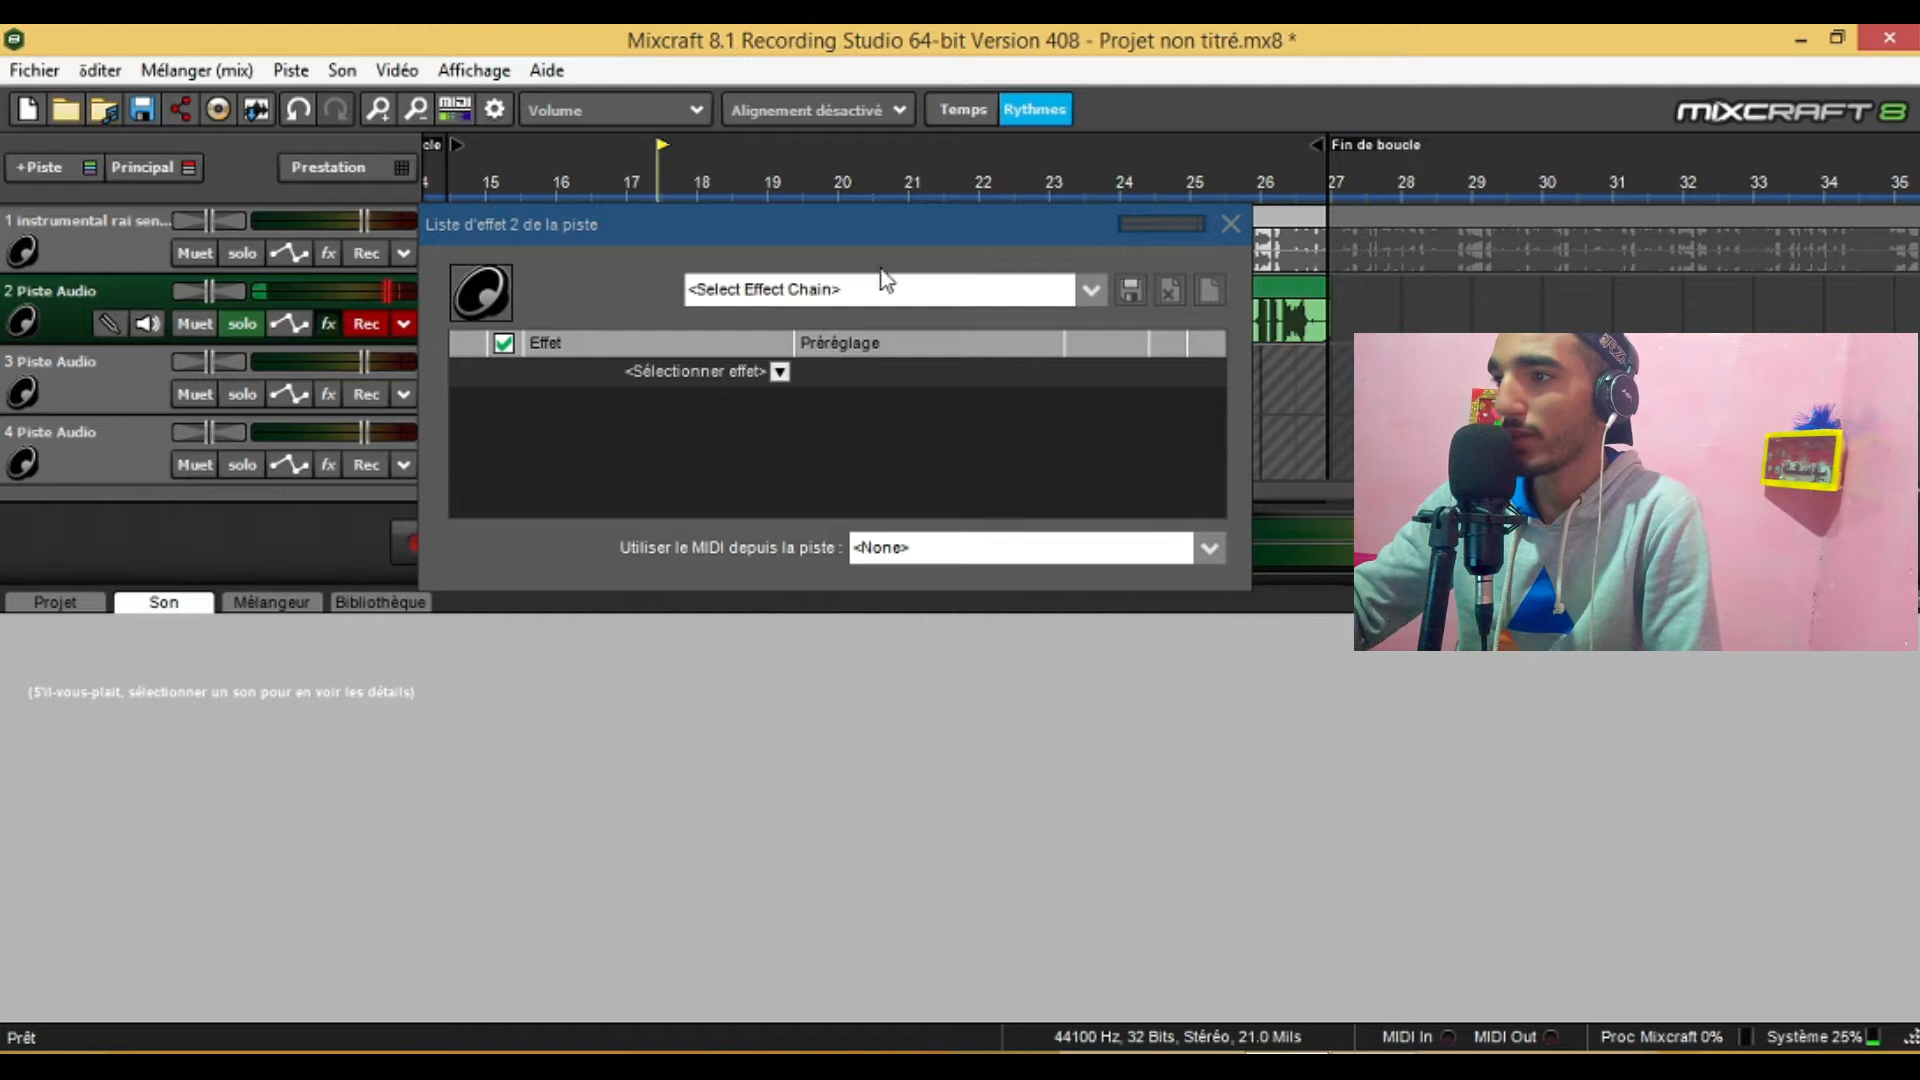 Mixcraft 8.1 Recording Studio 64-bit Version 408 - Projet non titré.mx8 *
Fichier õditer Mélanger (mix) Piste Son Vidéo Affichage Aide
MIDI Volume Alignement désactivé Temps Rythmes MIXCRAFT 8
+Piste Principal Prestation
cle Fin de boucle
4 15 16 17 18 19 20 21 22 23 24 25 26 27 28 29 30 31 32 33 34 35
1 instrumental rai sen...
Muet solo fx Rec
2 Piste Audio
Muet solo fx Rec
3 Piste Audio
Muet solo fx Rec
4 Piste Audio
Muet solo fx Rec
Liste d'effet 2 de la piste
<Select Effect Chain>
Effet Préréglage
<Sélectionner effet>
Utiliser le MIDI depuis la piste : <None>
Projet Son Mélangeur Bibliothèque
(S'il-vous-plait, sélectionner un son pour en voir les détails)
Prêt 44100 Hz, 32 Bits, Stéréo, 21.0 Mils MIDI In MIDI Out Proc Mixcraft 0% Système 25%